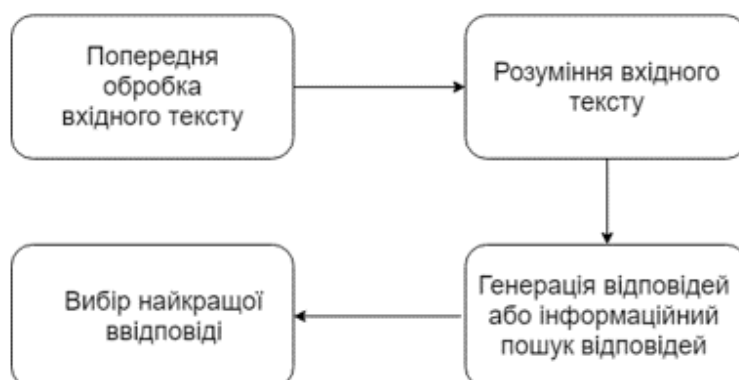 Попередня
обробка
вхідного тексту
Розуміння вхідного
тексту
Генерація відповідей
або інформаційний
пошук відповідей
Вибір найкращої
ввідповіді